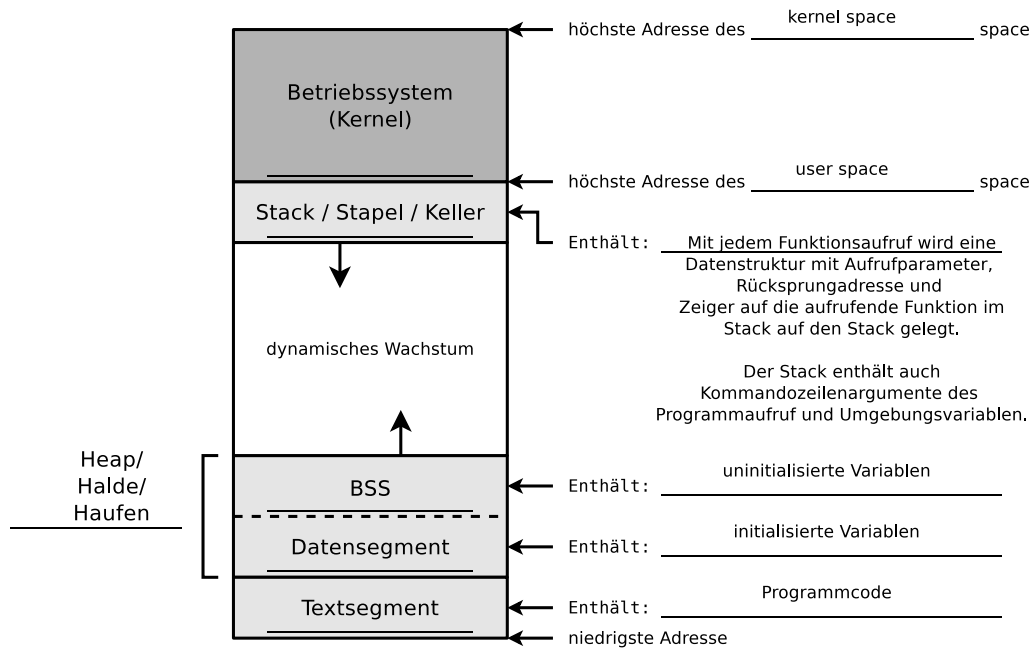 höchste Adresse des kernel space space
Betriebssystem
(Kernel)
höchste Adresse des user space space
Stack / Stapel / Keller
Enthält: Mit jedem Funktionsaufruf wird eine
Datenstruktur mit Aufrufparameter,
Rücksprungadresse und
Zeiger auf die aufrufende Funktion im
Stack auf den Stack gelegt.
Der Stack enthält auch
Kommandozeilenargumente des
Programmaufruf und Umgebungsvariablen.
dynamisches Wachstum
Heap/
Halde/
Haufen
BSS
Enthält: uninitialisierte Variablen
Datensegment
Enthält: initialisierte Variablen
Textsegment
Enthält: Programmcode
niedrigste Adresse